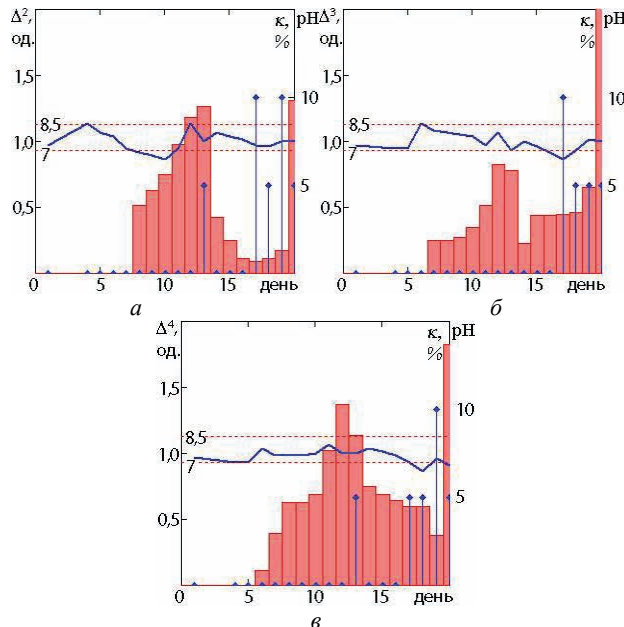 Δ², од.
κ, %
pH
1,5
1,0
0,5
8,5
7
10
5
0 5 10 15 день
а
Δ³, од.
κ, %
pH
1,5
1,0
0,5
8,5
7
10
5
0 5 10 15 день
б
Δ⁴, од.
κ, %
pH
1,5
1,0
0,5
8,5
7
10
5
0 5 10 15 день
в